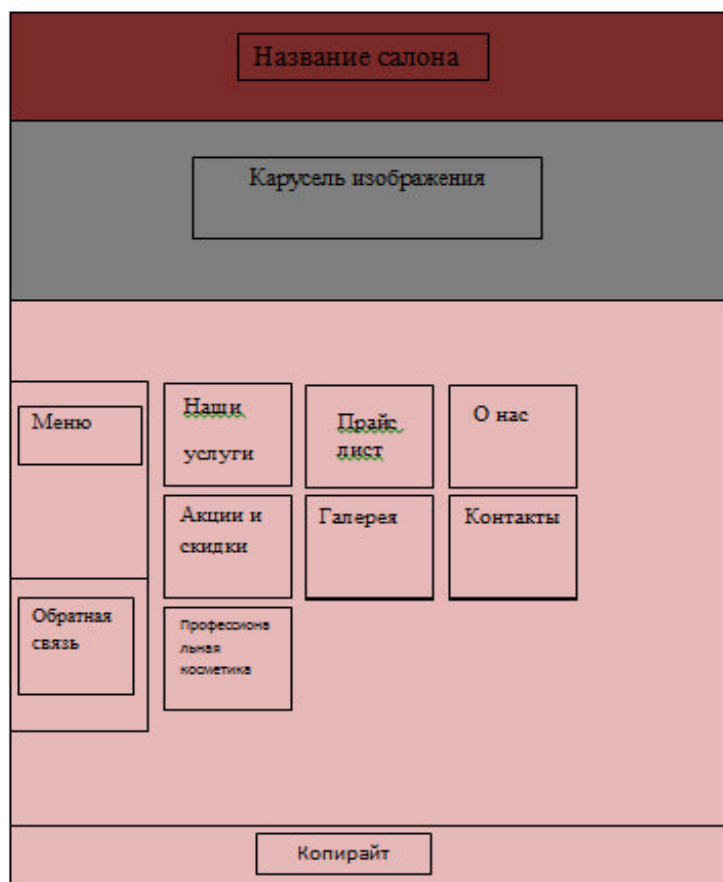 Название салона
Карусель изображения
Меню
Наши
услуги
Прайс
лист
О нас
Акции и
скидки
Галерея
Контакты
Обратная
связь
Профессиона
льная
косметика
Копирайт